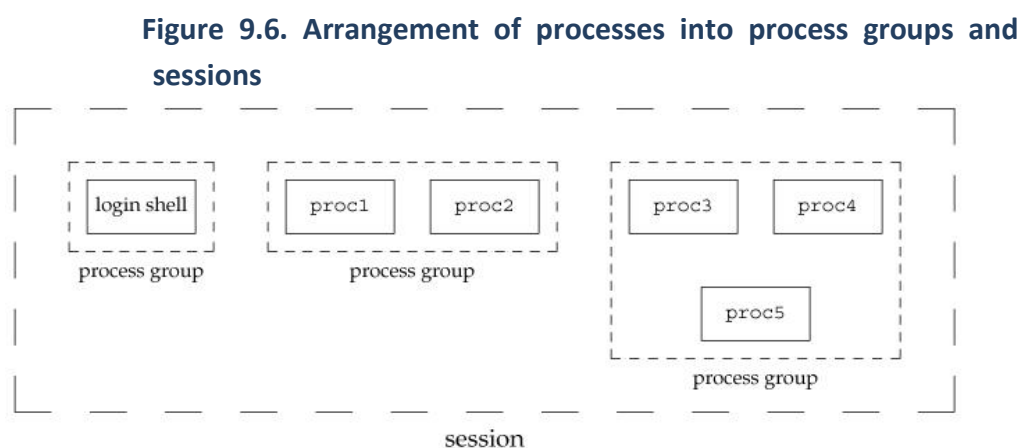 Figure 9.6. Arrangement of processes into process groups and
sessions
login shell
proc1
proc2
proc3
proc4
process group
process group
proc5
process group
session